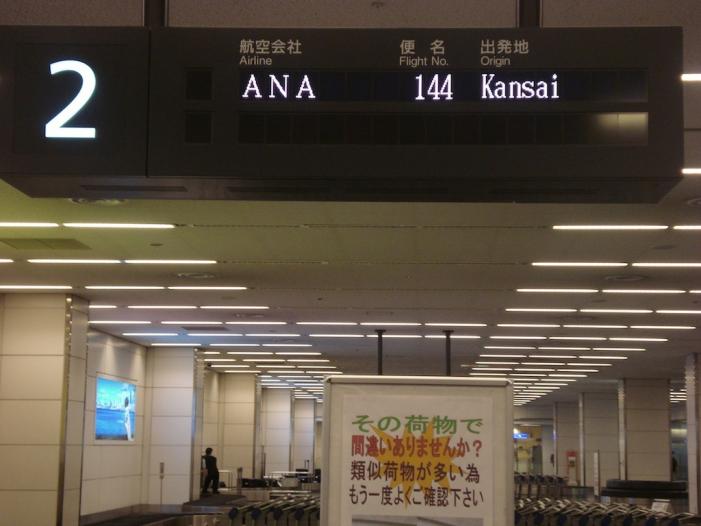 2
航空会社 便名 出発地
Airline Flight No. Origin
ANA 144 Kansai
その荷物で
間違いありませんか?
類似荷物が多い為
もう一度よくご確認下さい